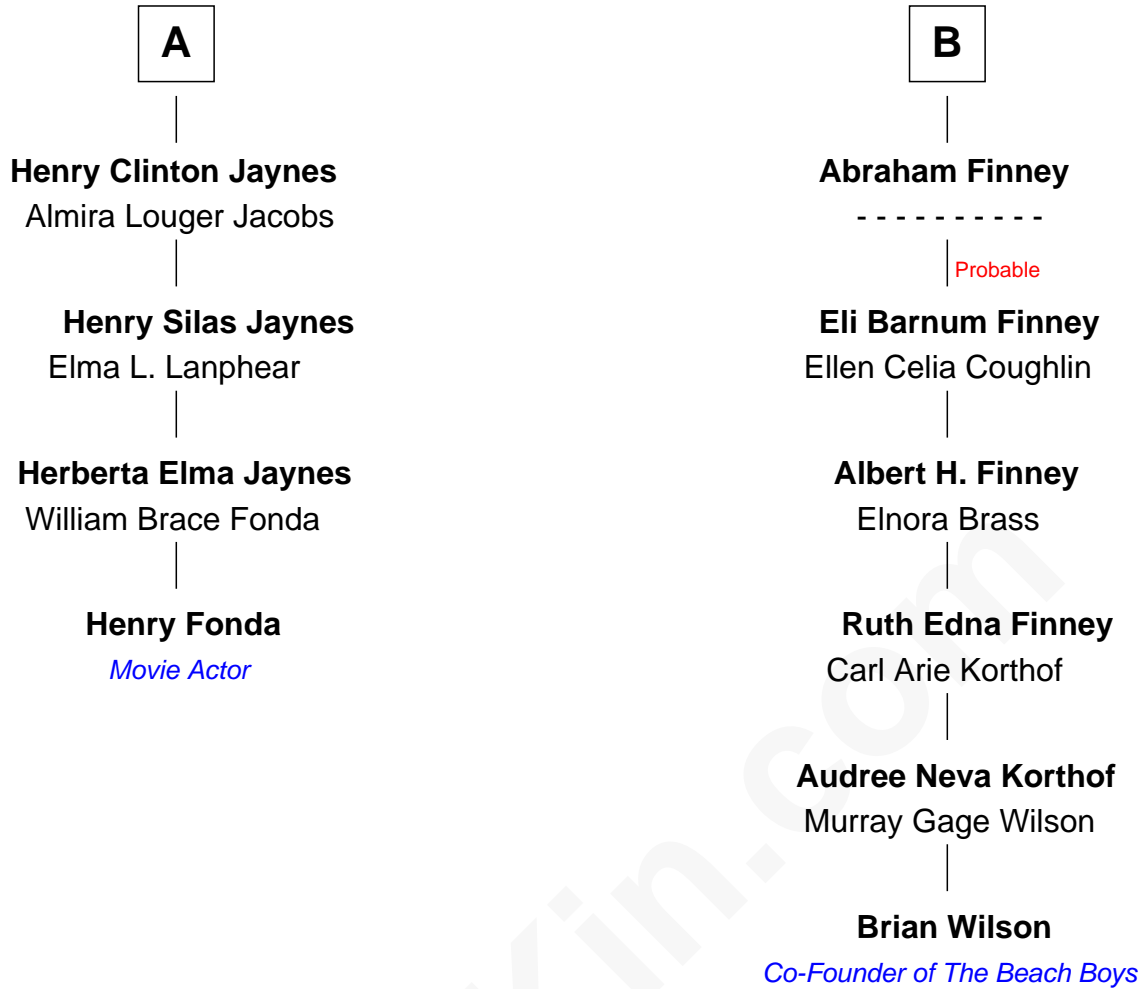 A
Henry Clinton Jaynes
Almira Louger Jacobs
Henry Silas Jaynes
Elma L. Lanphear
Herberta Elma Jaynes
William Brace Fonda
Henry Fonda
Movie Actor
B
Abraham Finney
- - - - - - - - - -
Probable
Eli Barnum Finney
Ellen Celia Coughlin
Albert H. Finney
Elnora Brass
Ruth Edna Finney
Carl Arie Korthof
Audree Neva Korthof
Murray Gage Wilson
Brian Wilson
Co-Founder of The Beach Boys
Kin.com